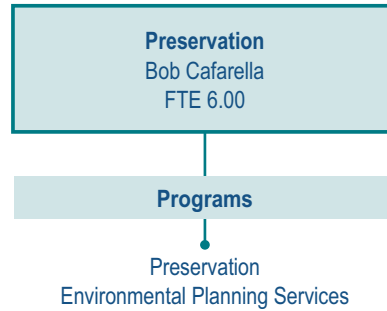 Preservation
Bob Cafarella
FTE 6.00
Programs
Preservation
Environmental Planning Services